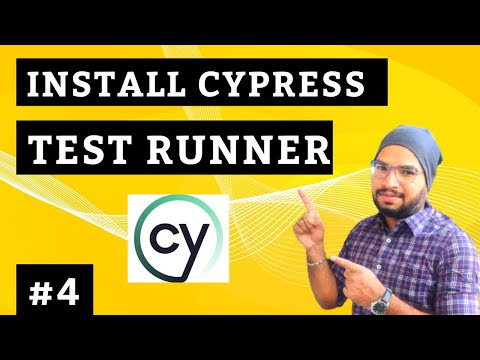 INSTALL CYPRESS
TEST RUNNER
cy
#4